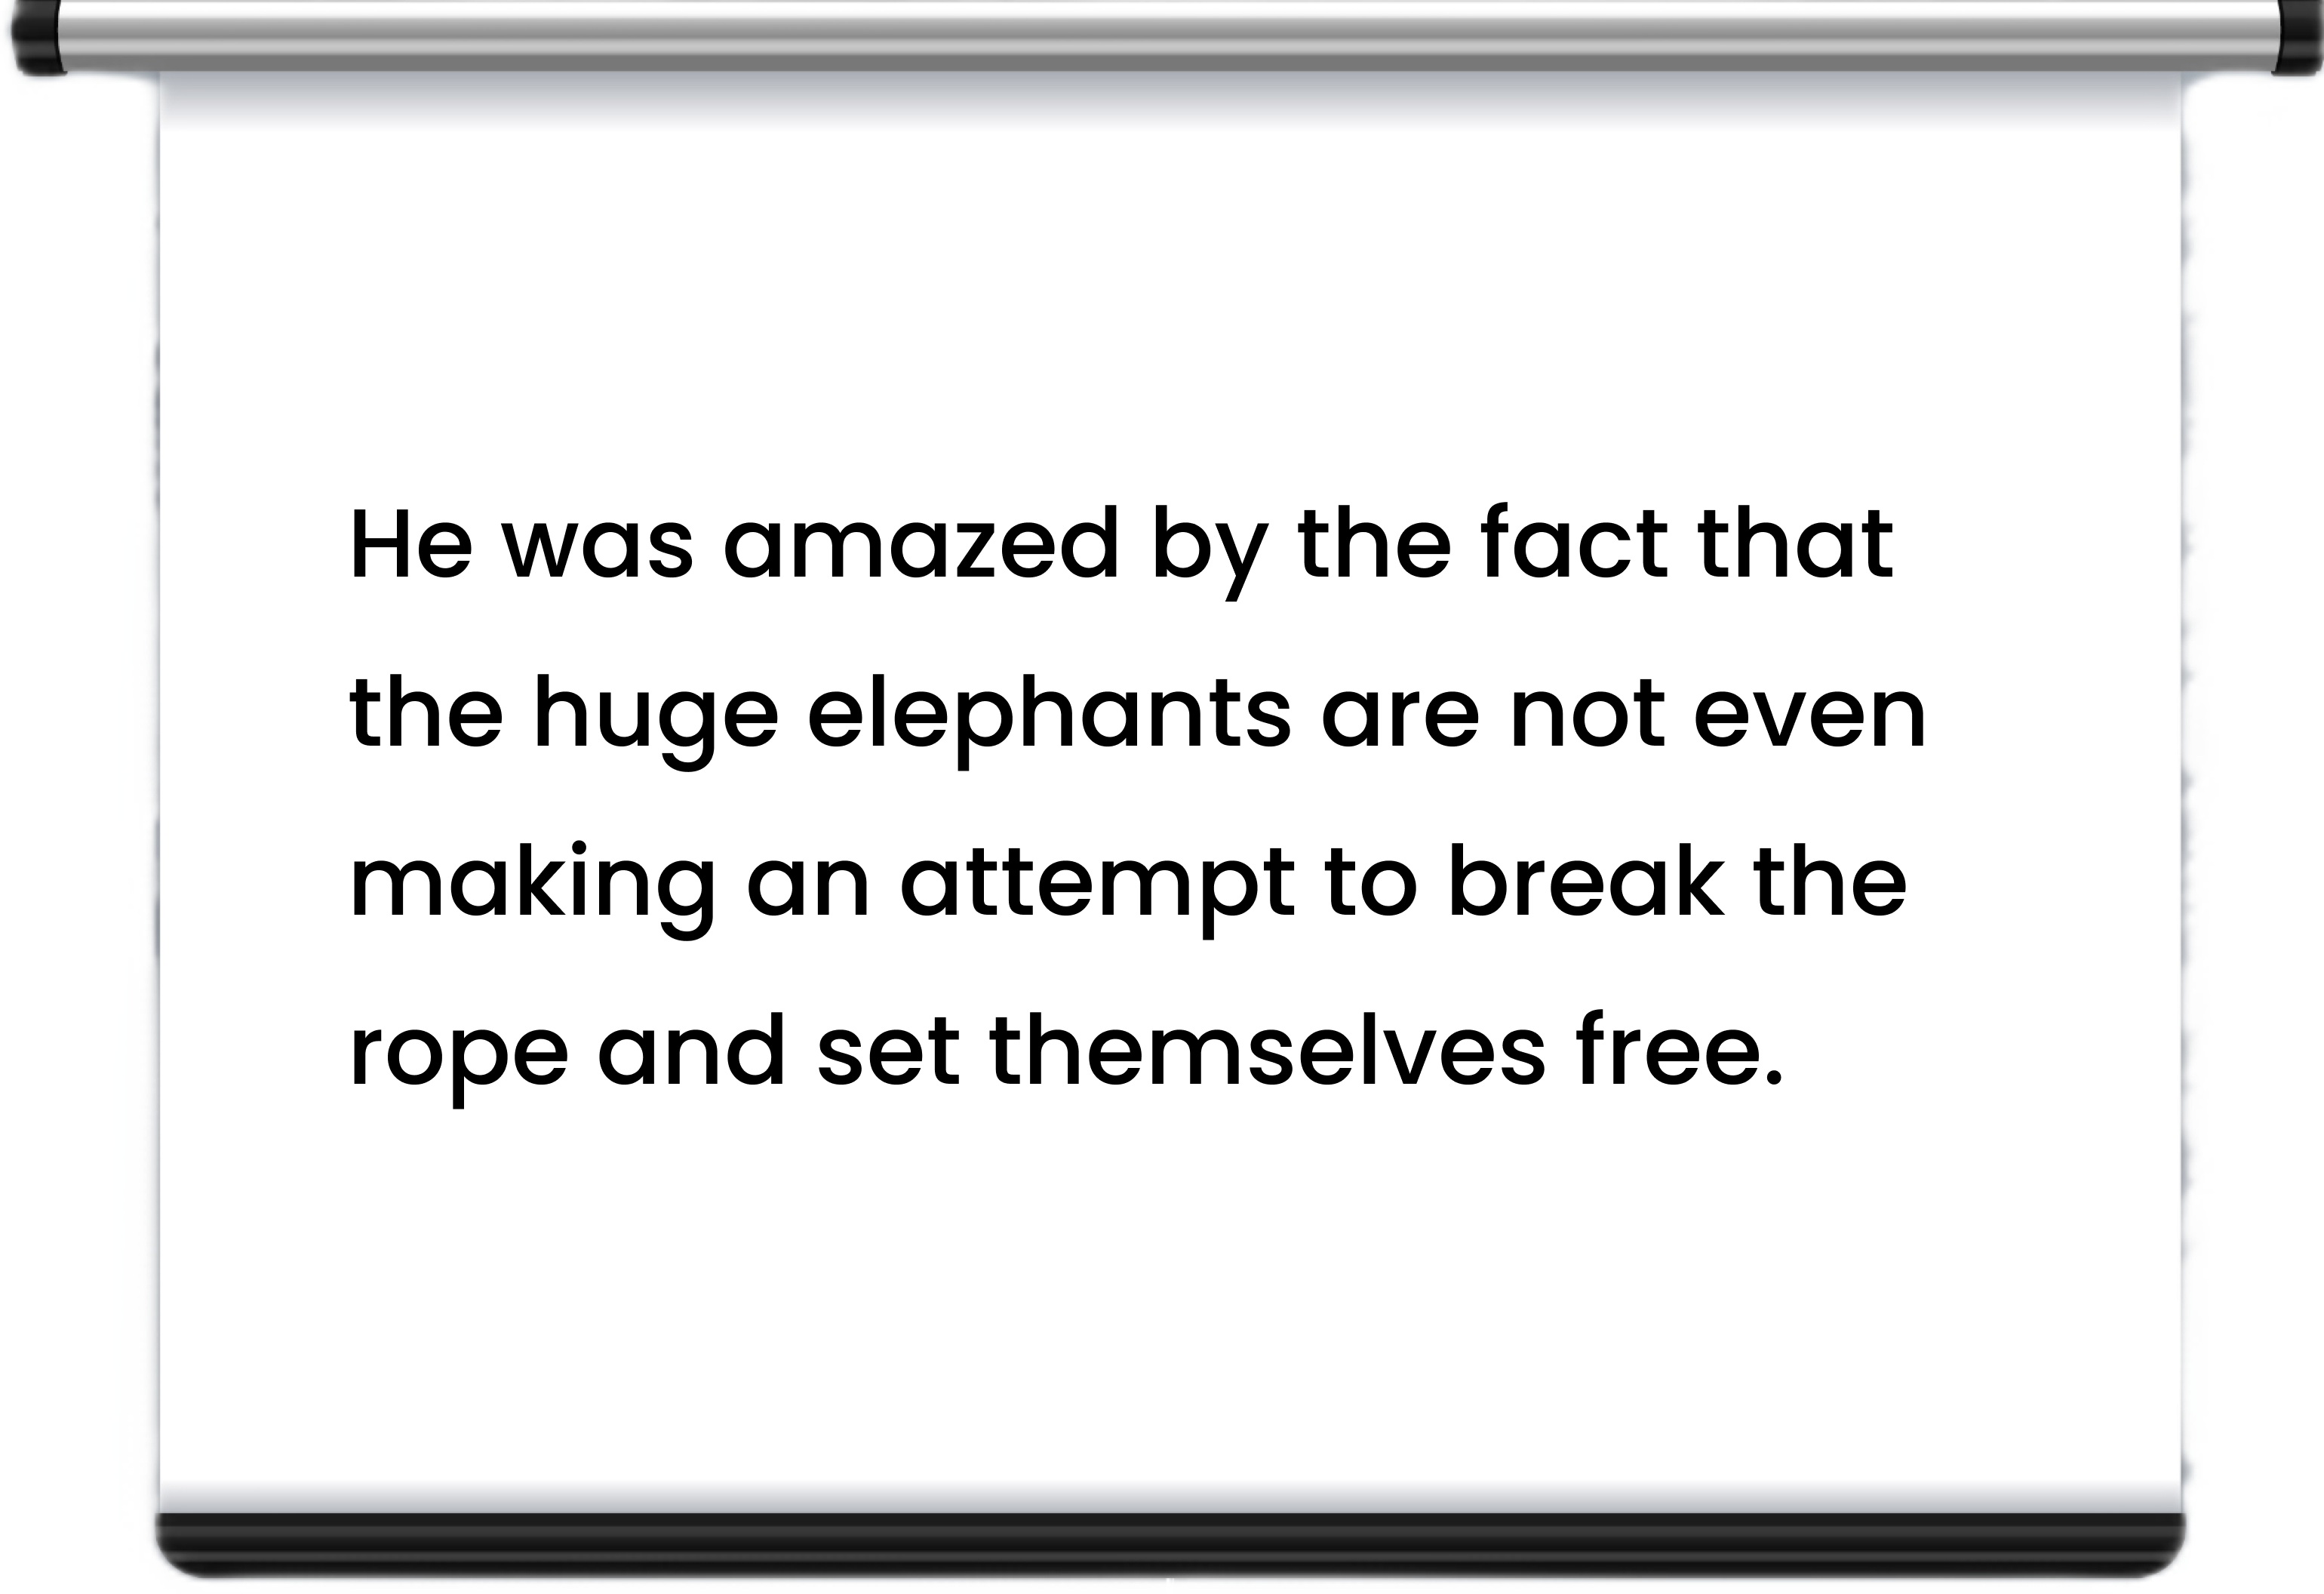 He was amazed by the fact that
the huge elephants are not even
making an attempt to break the
rope and set themselves free.